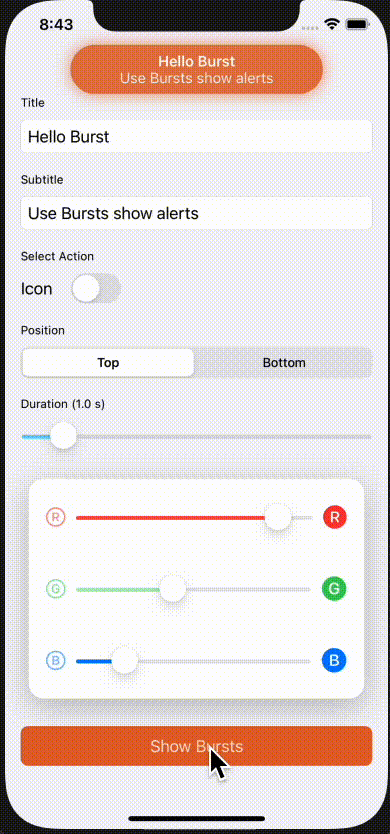 8:43
Hello Burst
Use Bursts show alerts
Title
Hello Burst
Subtitle
Use Bursts show alerts
Select Action
Icon
Position
Top Bottom
Duration (1.0 s)
R R
G G
B B
Show Bursts